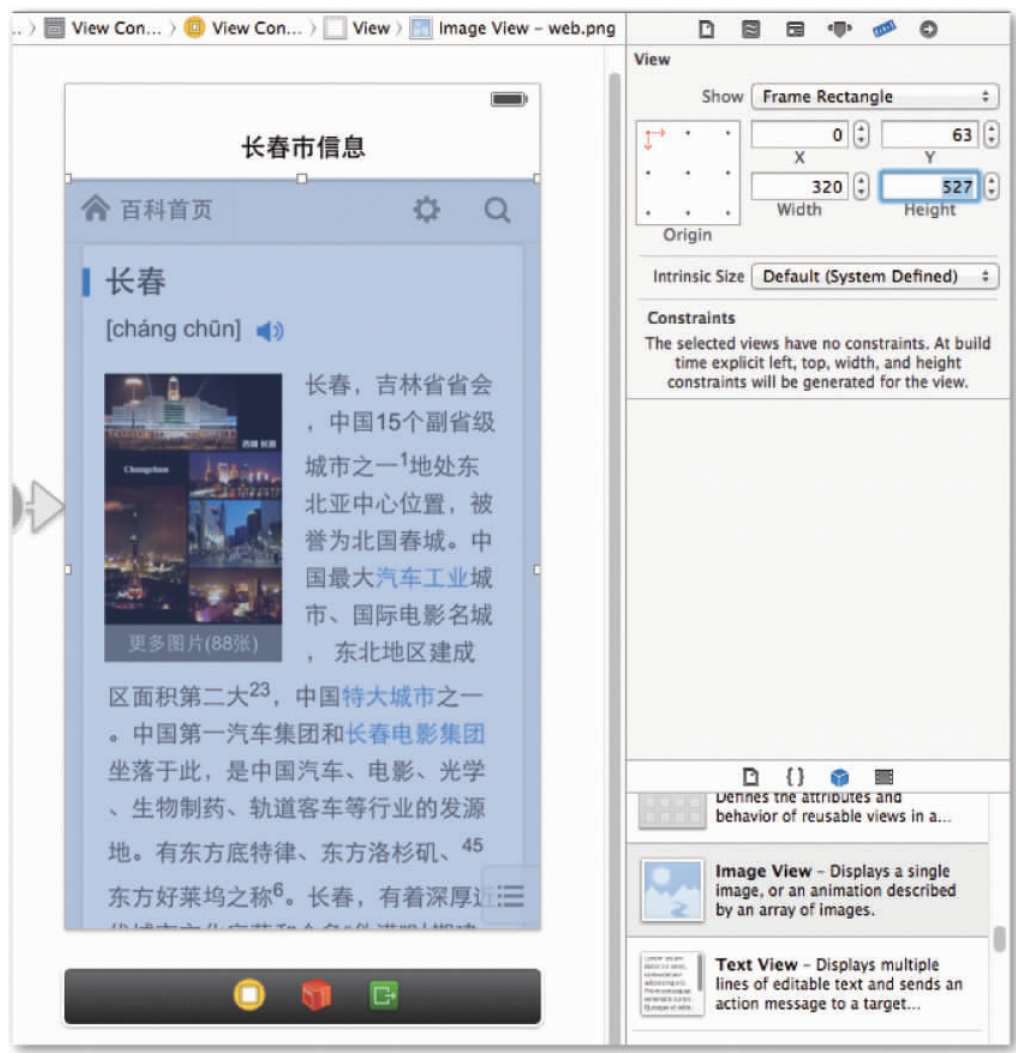 ..
View Con...
View Con...
View
Image View – web.png
长春市信息
百科首页
长春
[cháng chūn]
长春，吉林省省会
，中国15个副省级
城市之一1地处东
北亚中心位置，被
誉为北国春城。中
国最大汽车工业城
市、国际电影名城
，东北地区建成
吉林 长春
Changchun
更多图片(88张)
区面积第二大23，中国特大城市之一
。中国第一汽车集团和长春电影集团
坐落于此，是中国汽车、电影、光学
、生物制药、轨道客车等行业的发源
地。有东方底特律、东方洛杉矶、45
东方好莱坞之称6。长春，有着深厚近
View
Show Frame Rectangle
0 63
X Y
320 527
Width Height
Origin
Intrinsic Size Default (System Defined)
Constraints
The selected views have no constraints. At build
time explicit left, top, width, and height
constraints will be generated for the view.
{}
Defines the attributes and
behavior of reusable views in a...
Image View – Displays a single
image, or an animation described
by an array of images.
Text View – Displays multiple
lines of editable text and sends an
action message to a target...